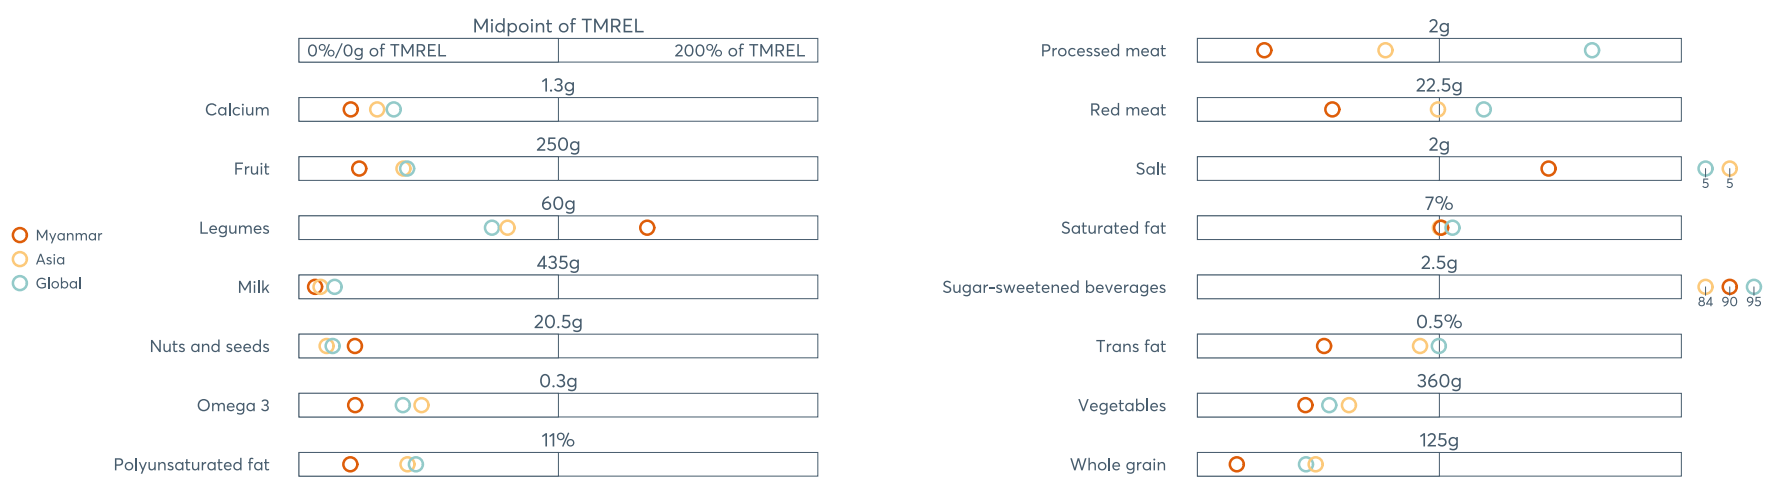 Midpoint of TMREL
0%/0g of TMREL
200% of TMREL
1.3g
Calcium
250g
Fruit
60g
Legumes
435g
Milk
20.5g
Nuts and seeds
0.3g
Omega 3
11%
Polyunsaturated fat
Myanmar
Asia
Global
2g
Processed meat
22.5g
Red meat
2g
Salt
5 5
7%
Saturated fat
2.5g
Sugar-sweetened beverages
84 90 95
0.5%
Trans fat
360g
Vegetables
125g
Whole grain